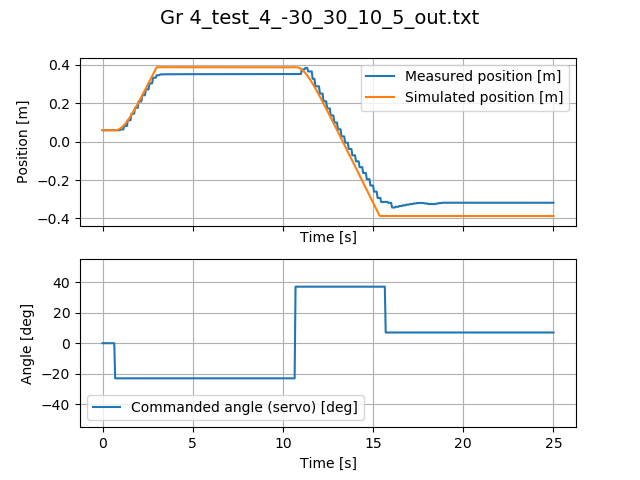 Gr 4_test_4_-30_30_10_5_out.txt
0.4
0.2
0.0
−0.2
−0.4
Position [m]
Measured position [m]
Simulated position [m]
Time [s]
40
20
0
−20
−40
Angle [deg]
Commanded angle (servo) [deg]
0 5 10 15 20 25
Time [s]